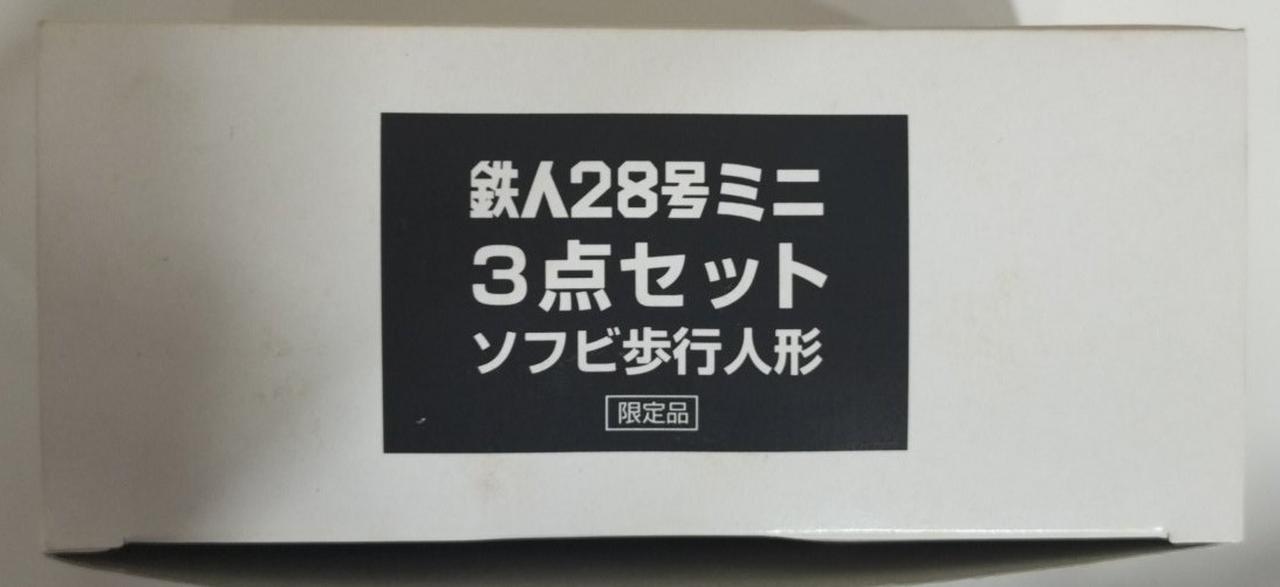 鉄人28号ミニ
３点セット
ソフビ歩行人形
限定品